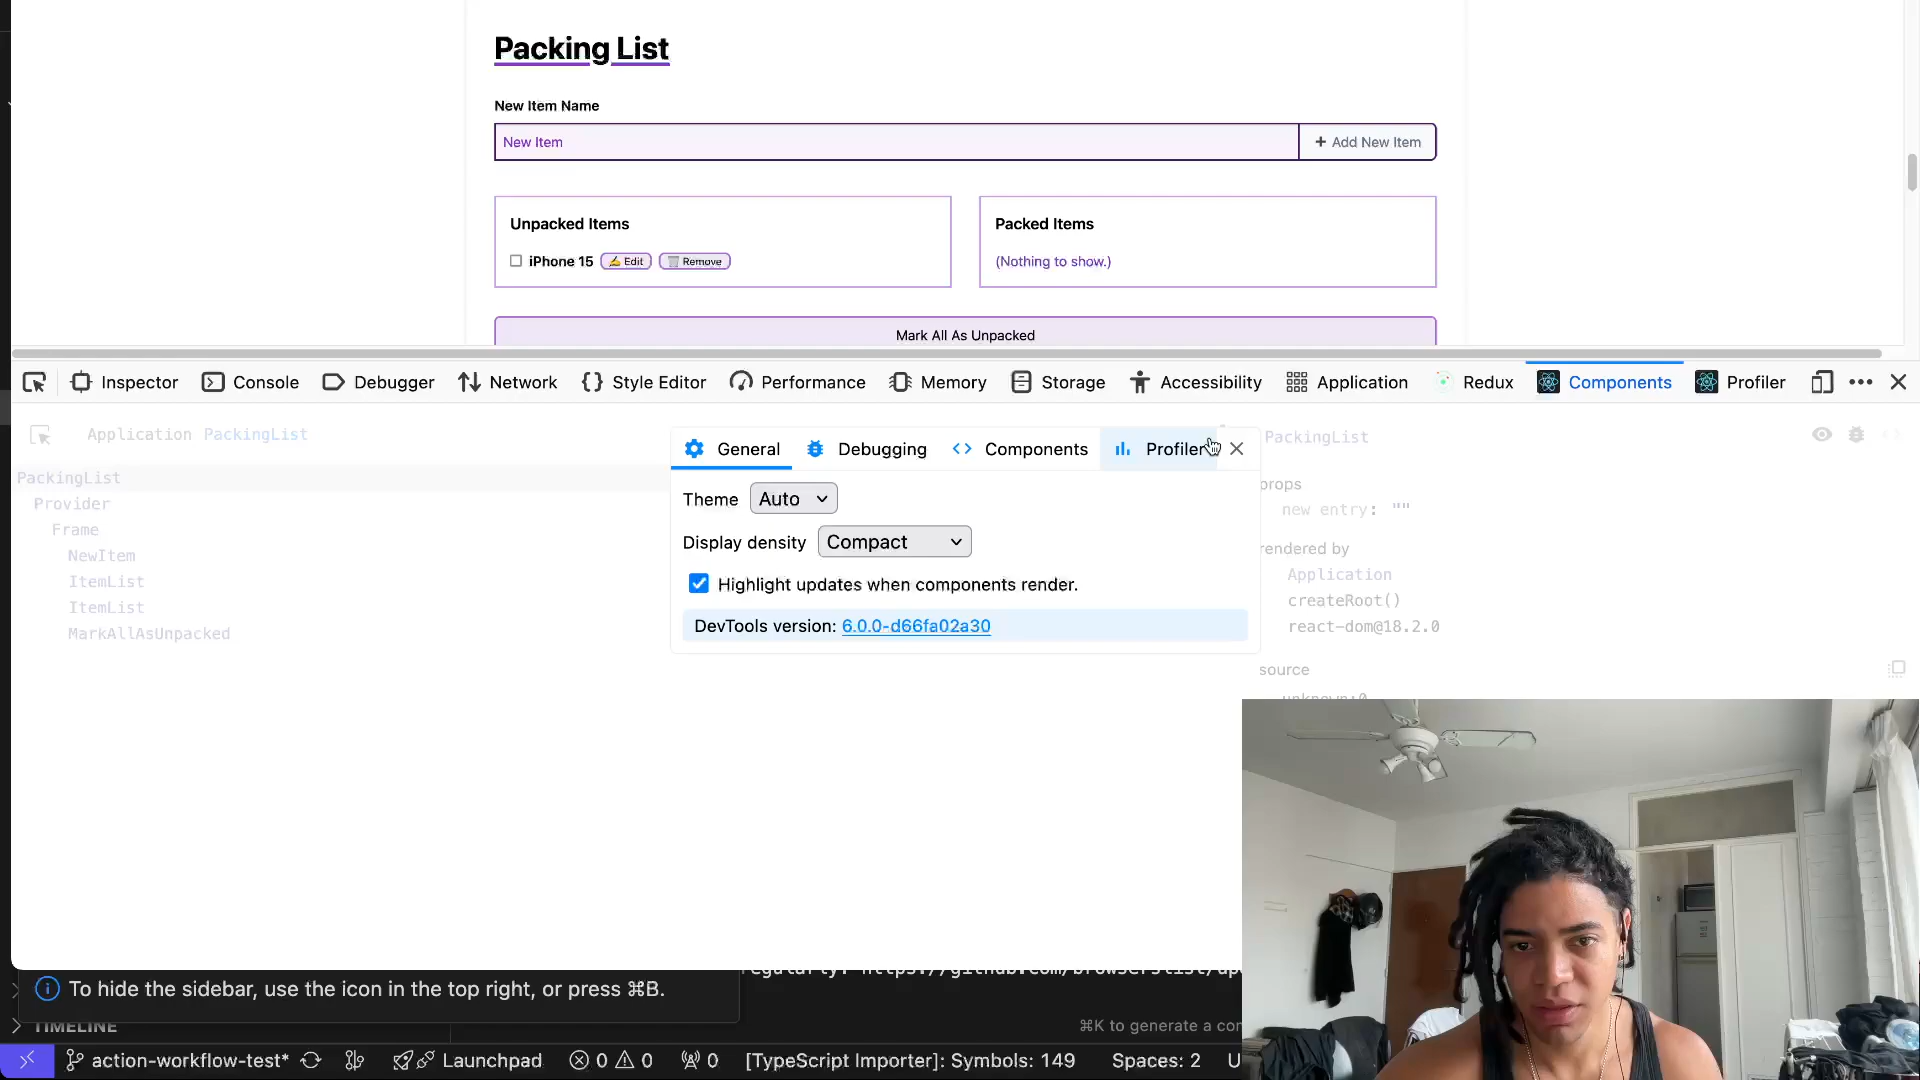 Packing List
New Item Name
New Item
+ Add New Item
Unpacked Items
iPhone 15 Edit Remove
Packed Items
(Nothing to show.)
Mark All As Unpacked
Inspector Console Debugger Network Style Editor Performance Memory Storage Accessibility Application Redux Components Profiler
Application PackingList
PackingList
Provider
Frame
NewItem
ItemList
ItemList
MarkAllAsUnpacked
General Debugging Components Profiler
Theme Auto
Display density Compact
Highlight updates when components render.
DevTools version: 6.0.0-d66fa02a30
PackingList
props
new entry: ""
rendered by
Application
createRoot()
react-dom@18.2.0
source
unknown:0
To hide the sidebar, use the icon in the top right, or press ⌘B.
TIMELINE
⌘K to generate a
action-workflow-test* Launchpad 0 0 0 [TypeScript Importer]: Symbols: 149 Spaces: 2